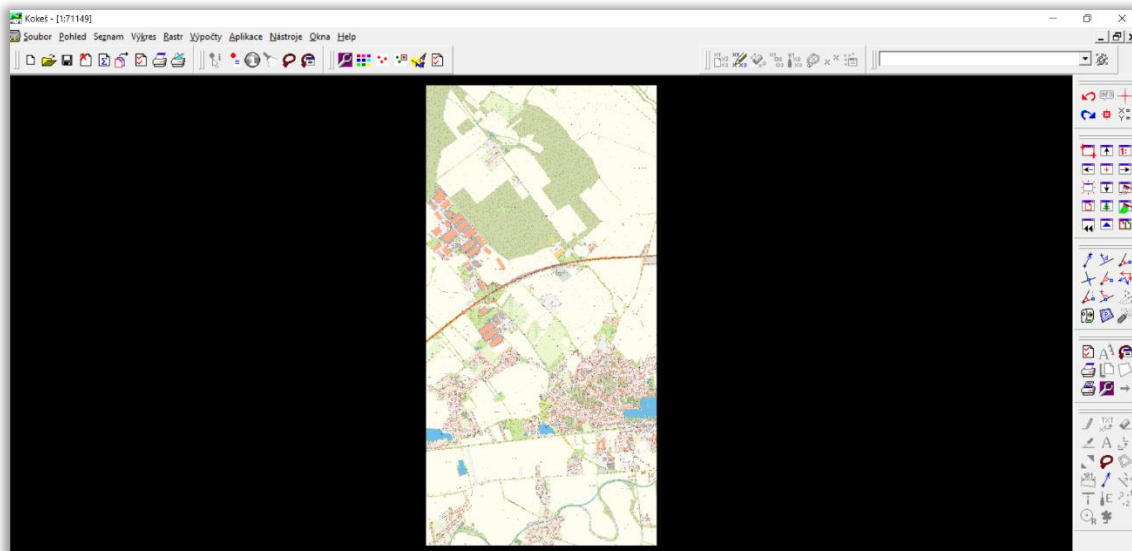 Kokeš - [1:71149]
Soubor Pohled Seznam Výkres Rastr Výpočty Aplikace Nástroje Okna Help